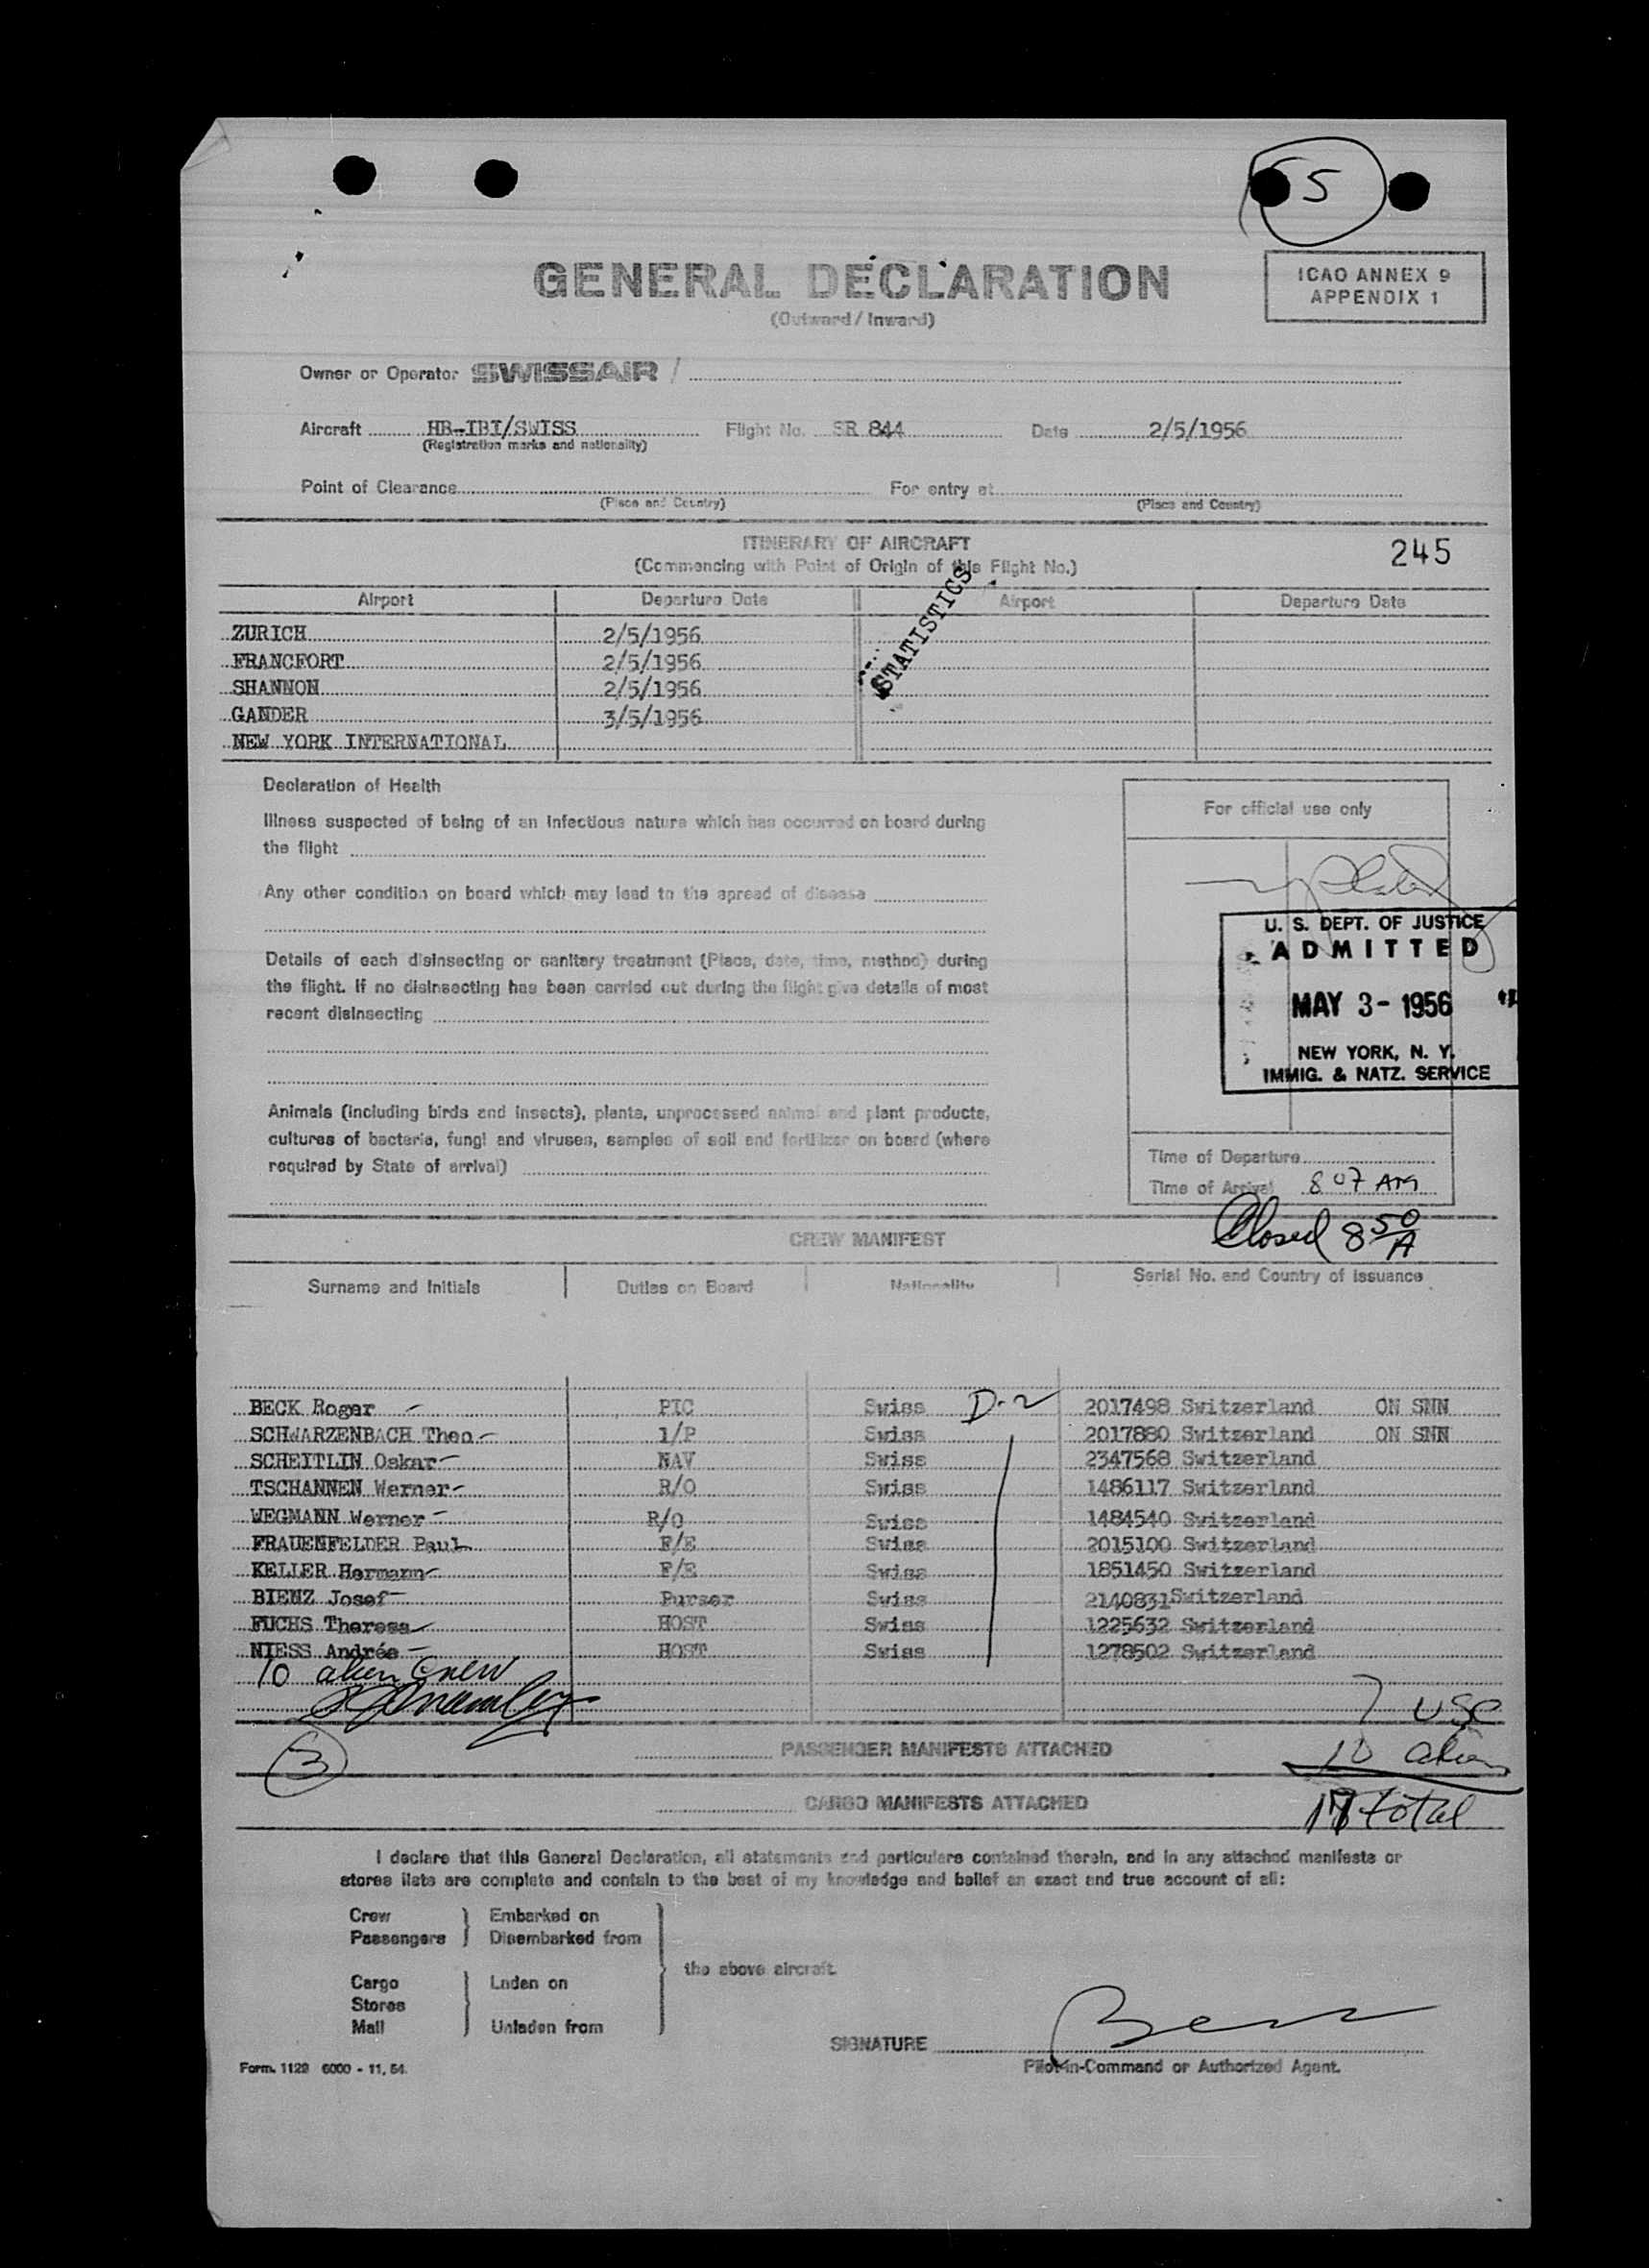 5
GENERAL DECLARATION
(Outward / Inward)
ICAO ANNEX 9
APPENDIX 1
Owner or Operator SWISSAIR /
Aircraft HB-IBI/SWISS Flight No. SR 844 Date 2/5/1956
(Registration marks and nationality)
Point of Clearance For entry at
(Place and Country) (Place and Country)
ITINERARY OF AIRCRAFT
(Commencing with Point of Origin of this Flight No.)
245
Airport Departure Date Airport Departure Date
STATISTICS
ZURICH 2/5/1956
FRANCFORT 2/5/1956
SHANNON 2/5/1956
GANDER 3/5/1956
NEW YORK INTERNATIONAL
Declaration of Health
Illness suspected of being of an infectious nature which has occurred on board during
the flight
Any other condition on board which may lead to the spread of disease
Details of each disinsecting or sanitary treatment (Place, date, time, method) during
the flight. If no disinsecting has been carried out during the flight give details of most
recent disinsecting
Animals (including birds and insects), plants, unprocessed animal and plant products,
cultures of bacteria, fungi and viruses, samples of soil and fertilizer on board (where
required by State of arrival)
For official use only
U. S. DEPT. OF JUSTICE
ADMITTED
MAY 3 - 1956
NEW YORK, N. Y.
IMMIG. & NATZ. SERVICE
Time of Departure
Time of Arrival 8 07 AM
Closed 8 50 A
CREW MANIFEST
Surname and Initials Duties on Board Nationality Serial No. and Country of issuance
BECK Roger PIC Swiss D-2 2017498 Switzerland ON SNN
SCHWARZENBACH Theo 1/P Swiss 2017880 Switzerland ON SNN
SCHEITLIN Oskar NAV Swiss 2347568 Switzerland
TSCHANNEN Werner R/O Swiss 1486117 Switzerland
WEGMANN Werner R/O Swiss 1484540 Switzerland
FRAUENFELDER Paul F/E Swiss 2015100 Switzerland
KELLER Hermann F/E Swiss 1851450 Switzerland
BIENZ Josef Purser Swiss 2140831 Switzerland
FUCHS Theresa HOST Swiss 1225632 Switzerland
NIESS Andrée HOST Swiss 1278502 Switzerland
10 alien crew
7 USC
3
PASSENGER MANIFESTS ATTACHED
10 alien
CARGO MANIFESTS ATTACHED
17 total
I declare that this General Declaration, all statements and particulars contained therein, and in any attached manifests or
stores lists are complete and contain to the best of my knowledge and belief an exact and true account of all:
Crew Embarked on
Passengers Disembarked from
the above aircraft.
Cargo Laden on
Stores
Mail Unladen from
SIGNATURE
Pilot-in-Command or Authorized Agent.
Form. 1129 6000 - 11. 54.